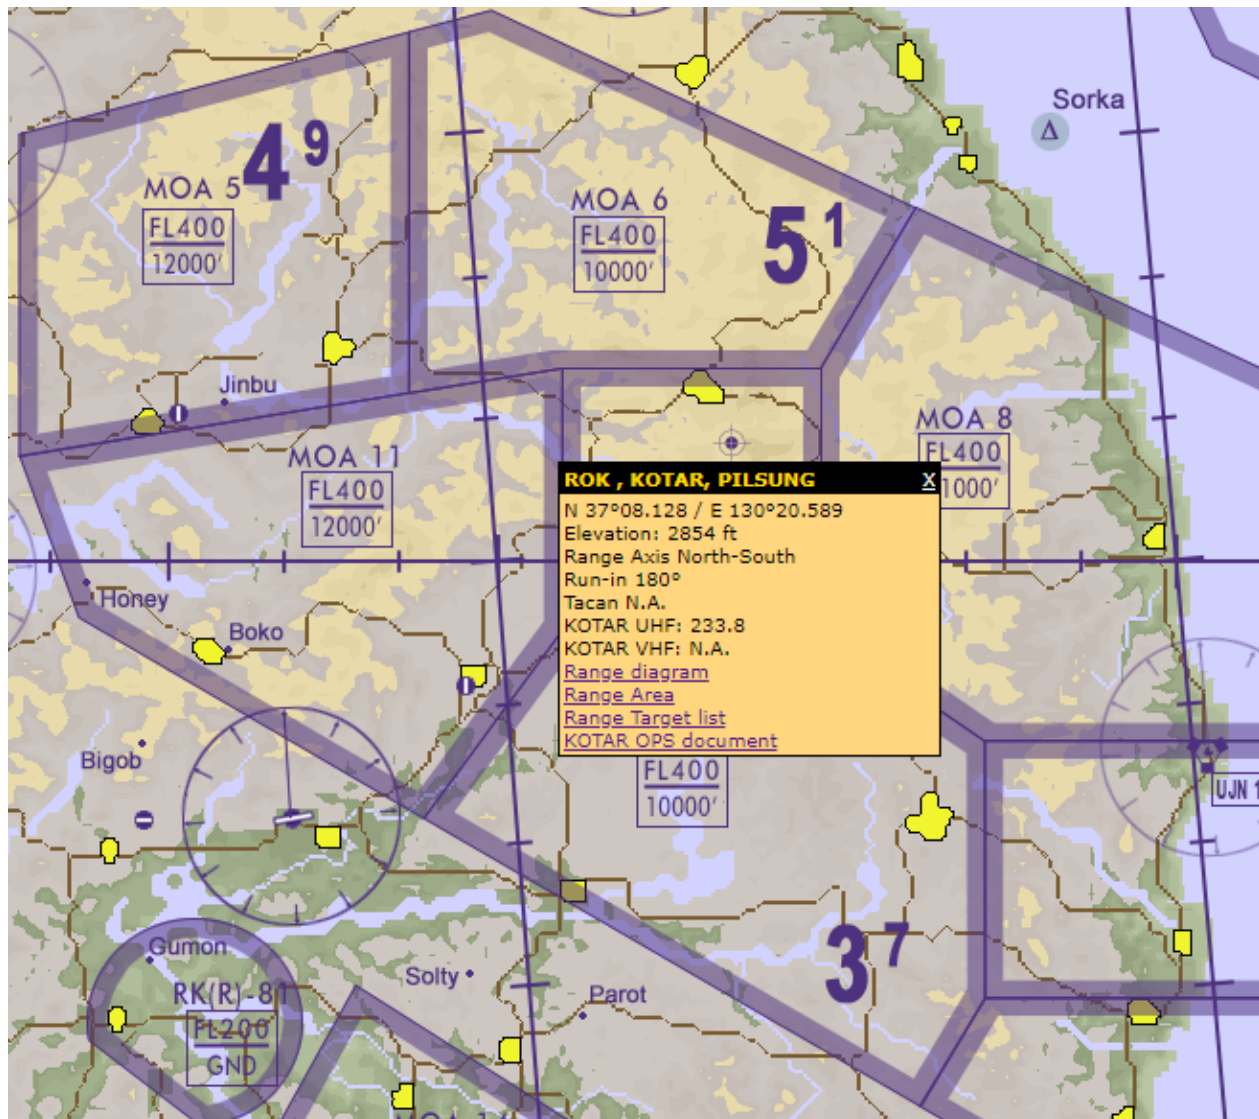 Sorka
4 9
MOA 5
FL400
12000'
MOA 6
FL400
10000'
5 1
Jinbu
MOA 11
FL400
12000'
MOA 8
FL400
1000'
ROK , KOTAR, PILSUNG X
N 37°08.128 / E 130°20.589
Elevation: 2854 ft
Range Axis North-South
Run-in 180°
Tacan N.A.
KOTAR UHF: 233.8
KOTAR VHF: N.A.
Range diagram
Range Area
Range Target list
KOTAR OPS document
Honey
Boko
Bigob
FL400
10000'
UJN 1
Gumon
RK(R)-81
FL200
GND
Solty
Parot
3 7